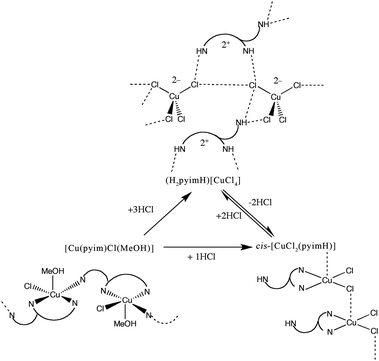 NH
HN 2+ NH
2– 2–
Cl Cl Cl Cl
Cu Cu
Cl Cl Cl Cl
NH
2+
HN NH
(H₃pyimH)[CuCl₄]
+3HCl -2HCl
+2HCl
[Cu(pyim)Cl(MeOH)] cis-[CuCl₂(pyimH)]
+ 1HCl
MeOH N N
N HN Cl
Cl Cu N Cu
N N N Cl
N Cl Cu N N
N Cl
MeOH HN Cu
N Cl